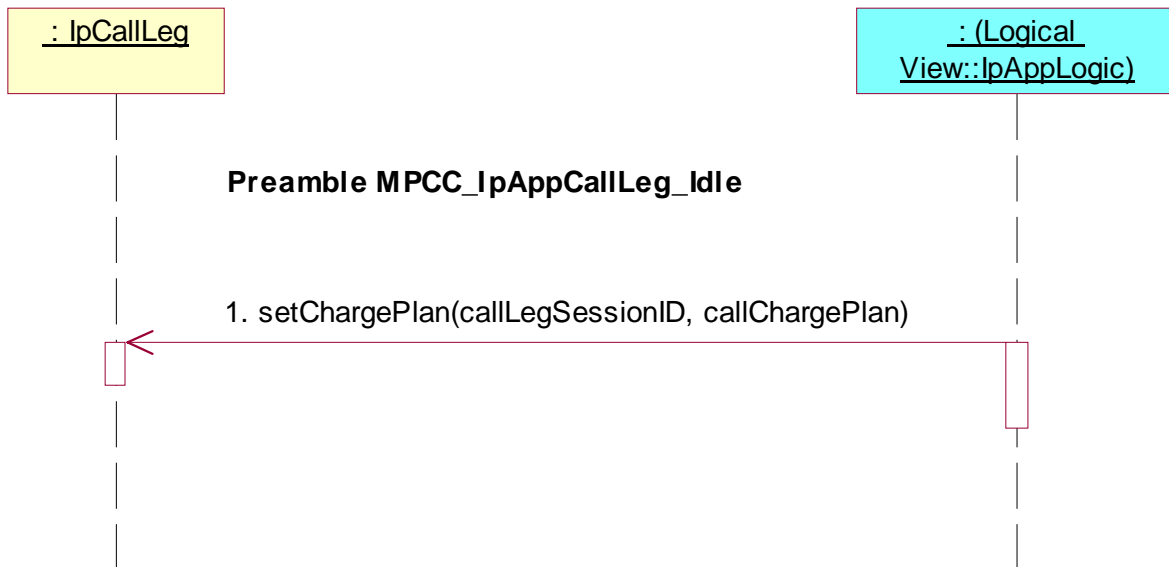 : IpCallLeg
: (Logical
View::IpAppLogic)
Preamble MPCC_IpAppCallLeg_Idle
1. setChargePlan(callLegSessionID, callChargePlan)